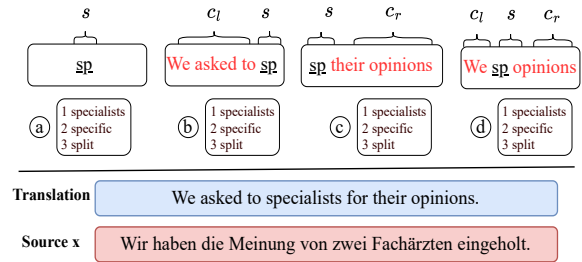 s c_l s s c_r c_l s c_r
sp We asked to sp sp their opinions We sp opinions
a 1 specialists b 1 specialists c 1 specialists d 1 specialists
2 specific 2 specific 2 specific 2 specific
3 split 3 split 3 split 3 split
Translation We asked to specialists for their opinions.
Source x Wir haben die Meinung von zwei Fachärzten eingeholt.